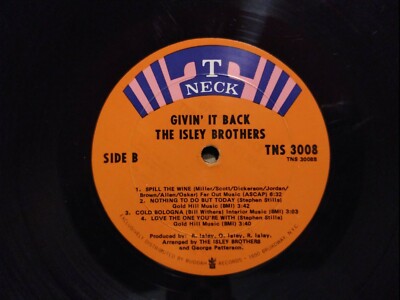 T
NECK
GIVIN' IT BACK
THE ISLEY BROTHERS
SIDE B
TNS 3008
TNS 3008B
1. SPILL THE WINE (Miller/Scott/Dickerson/Jordan/
Brown/Allen/Oskar) Far Out Music (ASCAP) 6:32
2. NOTHING TO DO BUT TODAY (Stephen Stills)
Gold Hill Music (BMI) 3:42
3. COLD BOLOGNA (Bill Withers) Interior Music (BMI) 3:03
4. LOVE THE ONE YOU'RE WITH (Stephen Stills)
Gold Hill Music (BMI) 3:40
Produced by: R. Isley, O. Isley, R. Isley.
Arranged by THE ISLEY BROTHERS
and George Patterson.
BUDDAH RECORDS